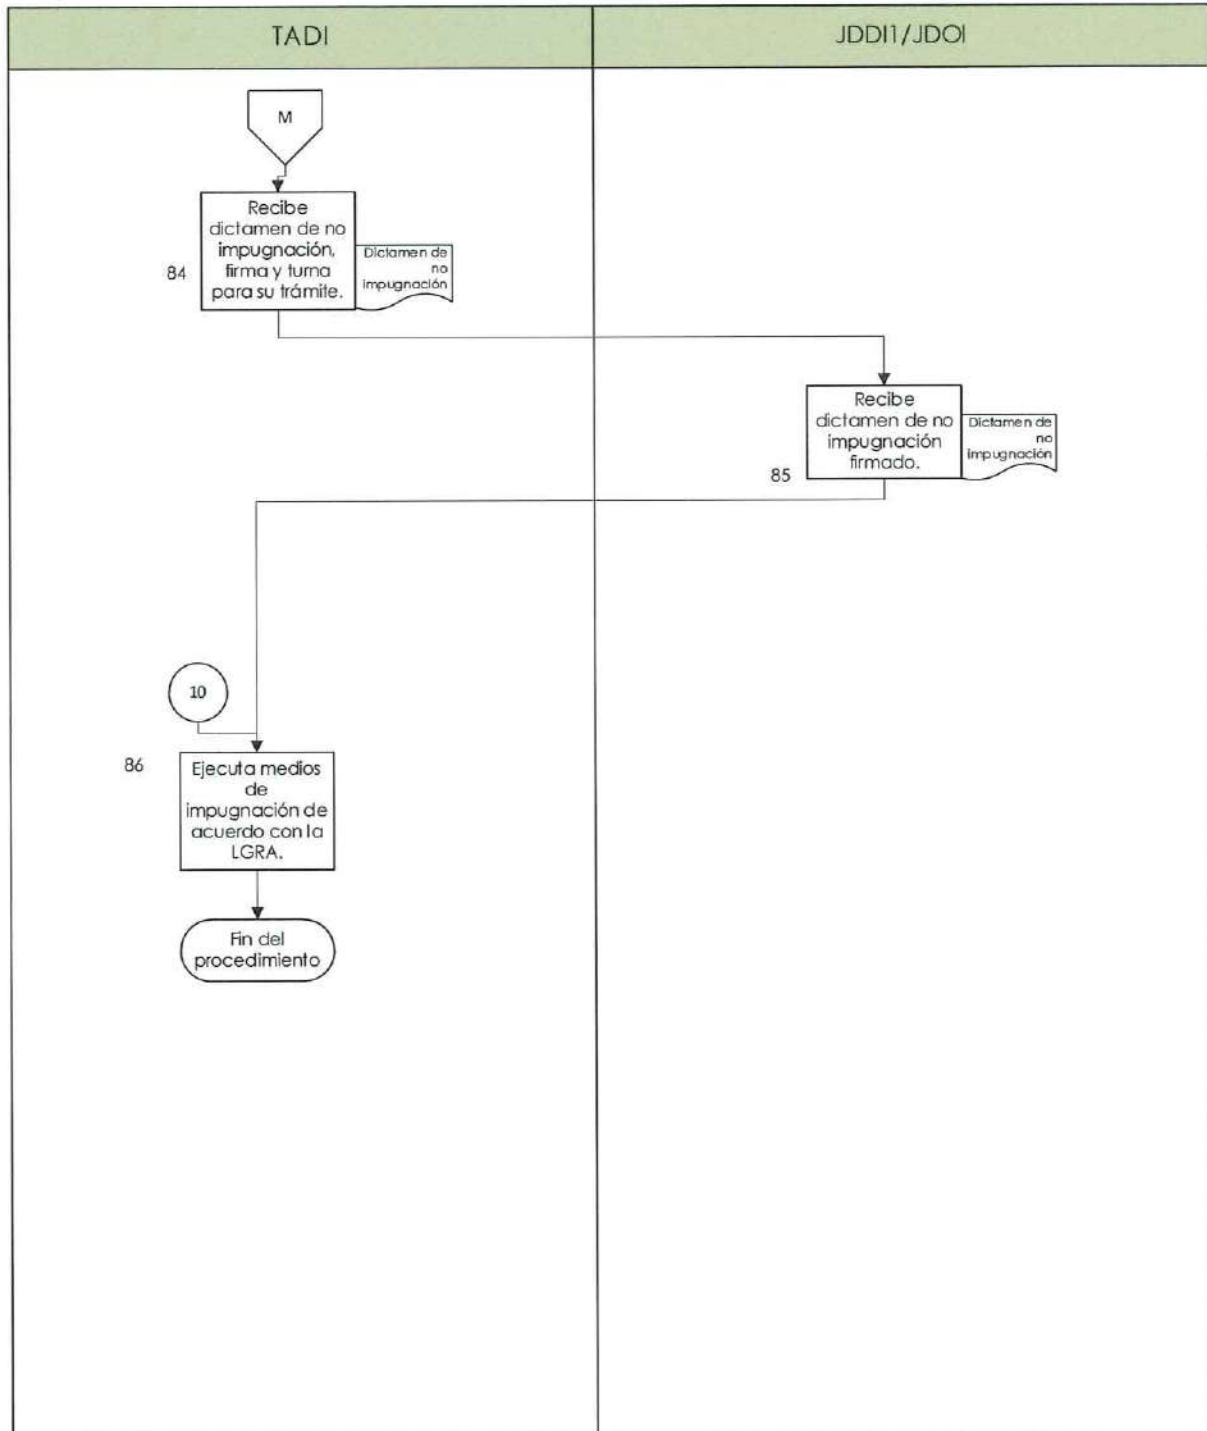 TADI
JDDI1/JDOI
M
Recibe
dictamen de no
impugnación,
firma y turna
para su trámite.
84
Dictamen de
no
impugnación
Recibe
dictamen de no
impugnación
firmado.
85
Dictamen de
no
impugnación
10
86
Ejecuta medios
de
impugnación de
acuerdo con la
LGRA.
Fin del
procedimiento